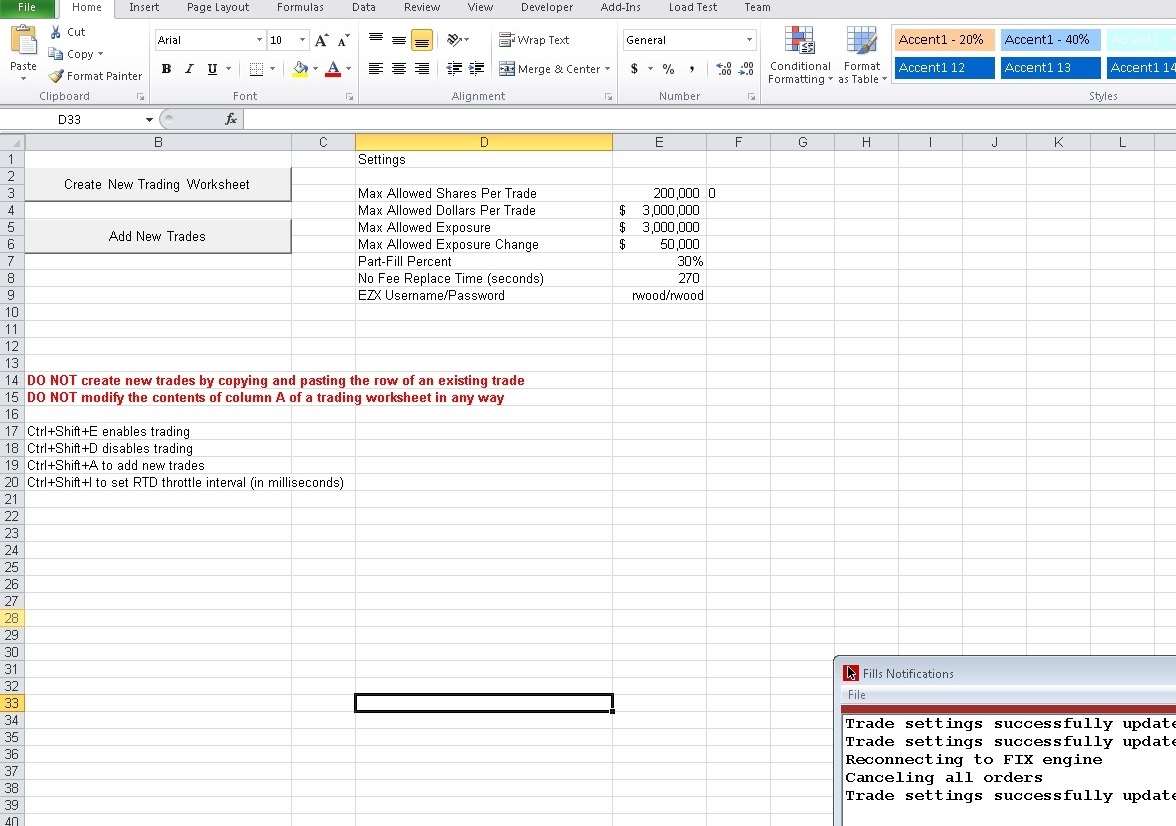 File Home Insert Page Layout Formulas Data Review View Developer Add-Ins Load Test Team
Cut
Copy
Format Painter
Paste
Clipboard
Arial 10 A A
B I U A
Font
Wrap Text
Merge & Center
Alignment
General
$ % ,
Number
Conditional Formatting
Format as Table
Accent1 - 20% Accent1 - 40%
Accent1 12 Accent1 13 Accent1 14
Styles
D33 fx
B C D E F G H I J K L
1 Settings
2 Create New Trading Worksheet
3 Max Allowed Shares Per Trade 200,000 0
4 Max Allowed Dollars Per Trade $ 3,000,000
5 Max Allowed Exposure $ 3,000,000
Add New Trades
6 Max Allowed Exposure Change $ 50,000
7 Part-Fill Percent 30%
8 No Fee Replace Time (seconds) 270
9 EZX Username/Password rwood/rwood
10
11
12
13
14 DO NOT create new trades by copying and pasting the row of an existing trade
15 DO NOT modify the contents of column A of a trading worksheet in any way
16
17 Ctrl+Shift+E enables trading
18 Ctrl+Shift+D disables trading
19 Ctrl+Shift+A to add new trades
20 Ctrl+Shift+I to set RTD throttle interval (in milliseconds)
21
22
23
24
25
26
27
28
29
30
31
32
33
34
35
36
37
38
39
40
Fills Notifications
File
Trade settings successfully update
Trade settings successfully update
Reconnecting to FIX engine
Canceling all orders
Trade settings successfully update